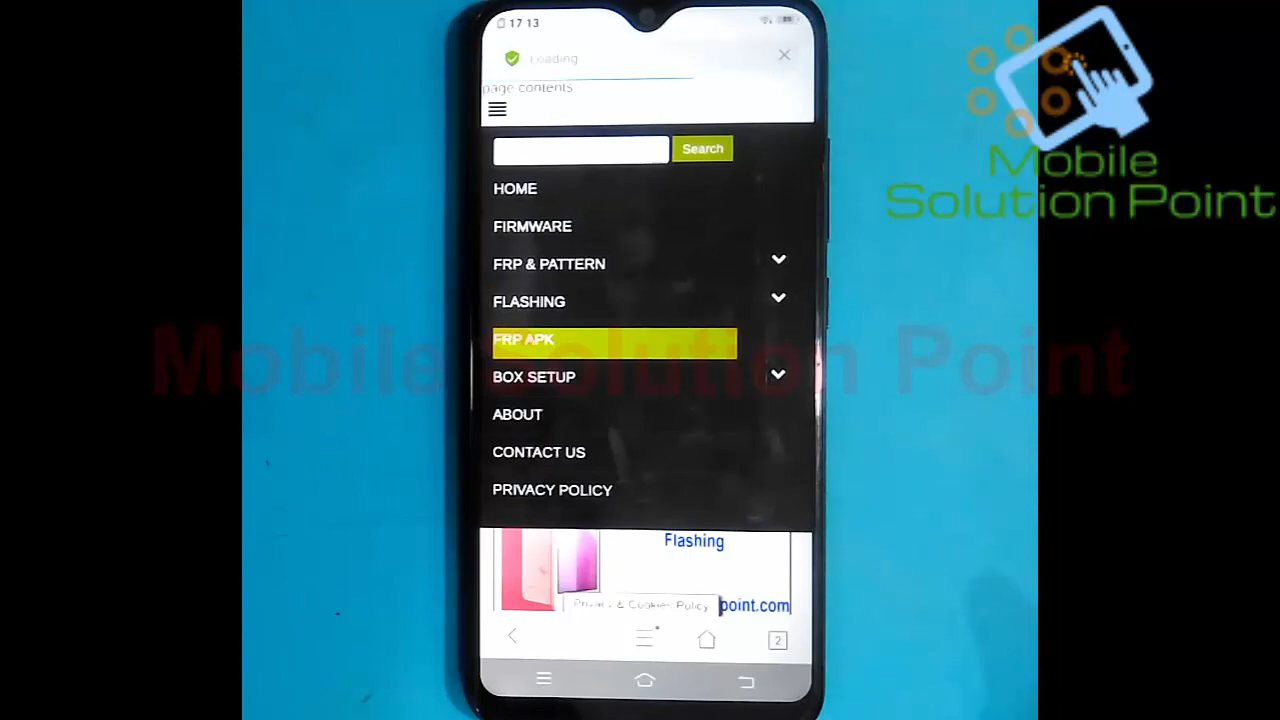 17 13
Loading
page contents
Search
HOME
FIRMWARE
FRP & PATTERN
FLASHING
FRP APK
BOX SETUP
ABOUT
CONTACT US
PRIVACY POLICY
Flashing
Privacy & Cookies Policy
point.com
2
Mobile
Solution Point
Mobile Solution Point